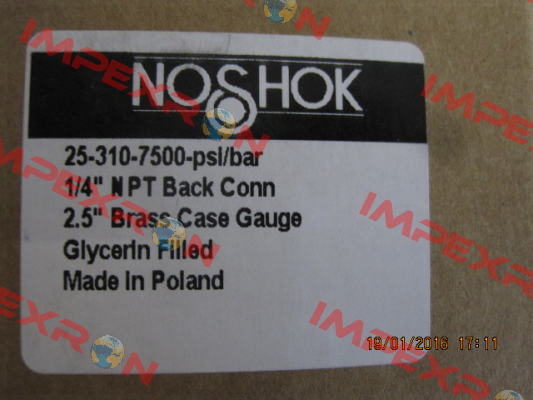 NOSHOK
25-310-7500-psi/bar
1/4" NPT Back Conn
2.5" Brass Case Gauge
Glycerin Filled
Made in Poland
19/01/2016 17:11
IMPEXRON
IMPEXRON
IMPEXRON
IMPEXRON
IMPEXRON
IMPEXRON